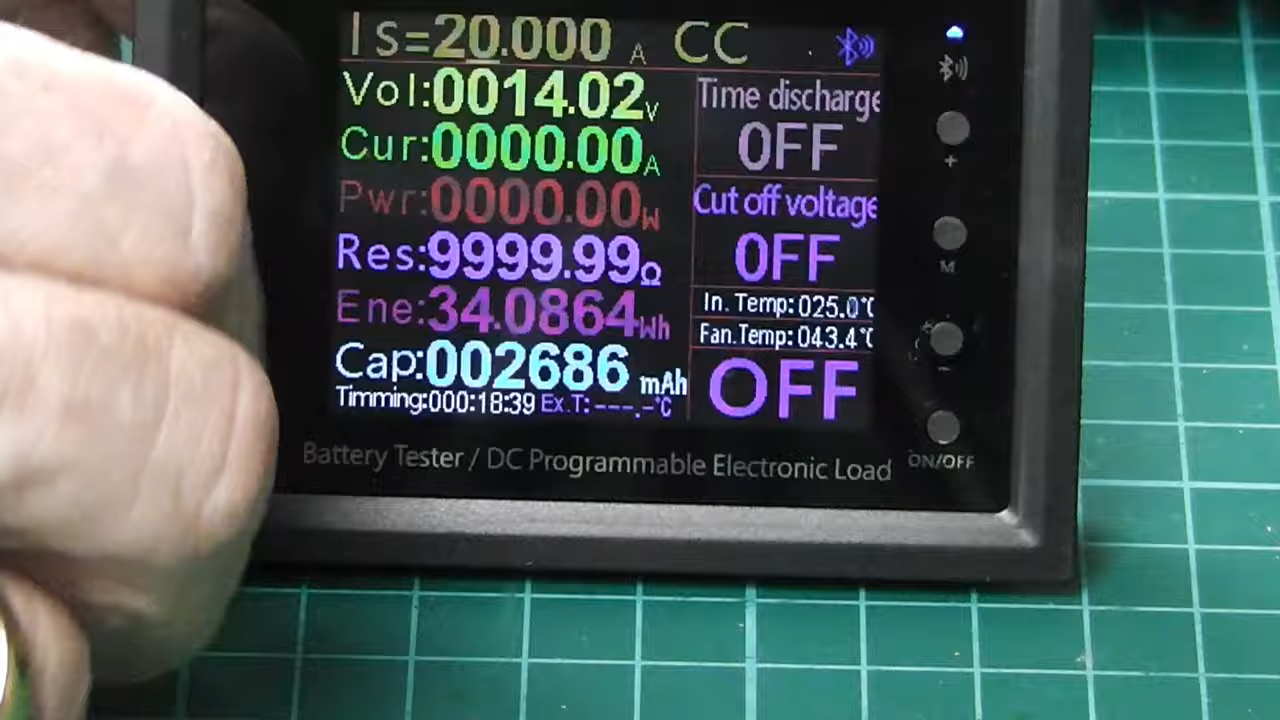 Is=20.000 A CC
Vol:0014.02V
Cur:0000.00A
Pwr:0000.00W
Res:9999.99Ω
Ene:34.0864Wh
Cap:002686 mAh
Timming:000:18:39 Ex.T:---.-°C
Time discharge
OFF
Cut off voltage
OFF
In. Temp:025.0°C
Fan.Temp:043.4°C
OFF
+
M
-
ON/OFF
Battery Tester / DC Programmable Electronic Load